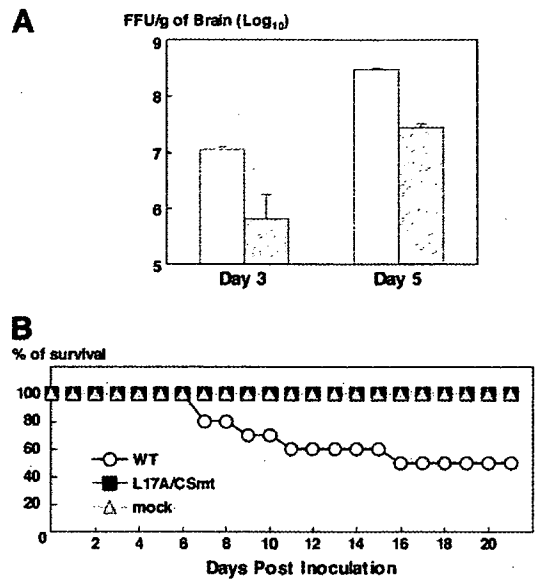 A
FFU/g of Brain (Log10)
9
8
7
6
5
Day 3 Day 5
B
% of survival
100
80
60
40
20
0
WT
L17A/CSmt
mock
2 4 6 8 10 12 14 16 18 20
Days Post Inoculation